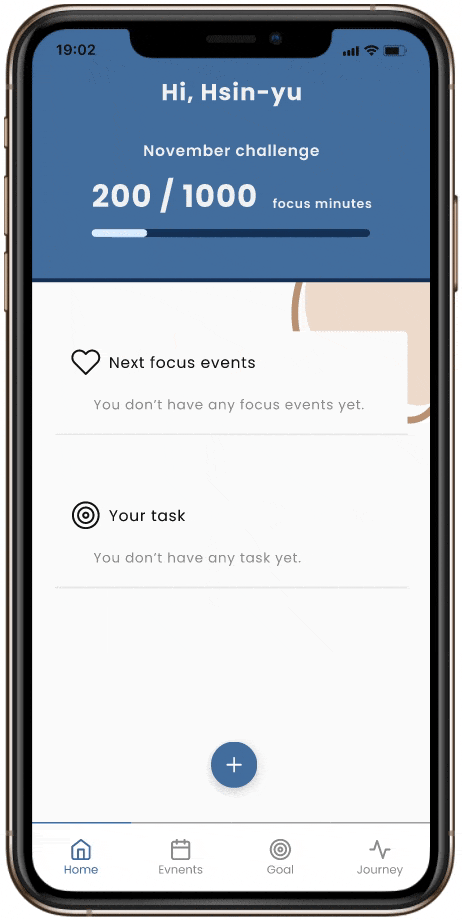 19:02
Hi, Hsin-yu
November challenge
200 / 1000 focus minutes
Next focus events
You don't have any focus events yet.
Your task
You don't have any task yet.
+
Home Evnents Goal Journey